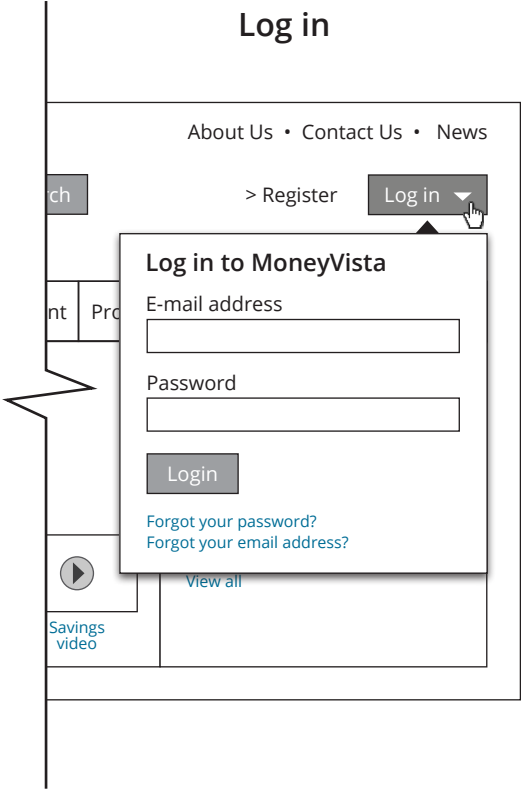 Log in
About Us • Contact Us • News
rch
> Register
Log in
Log in to MoneyVista
E-mail address
nt
Pro
Password
Login
Forgot your password?
Forgot your email address?
View all
Savings
video